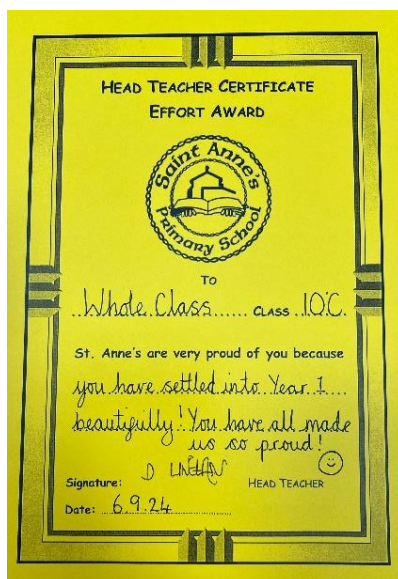 HEAD TEACHER CERTIFICATE
EFFORT AWARD
Saint Anne's
Primary School
TO
Whole Class CLASS 1O'C
St. Anne's are very proud of you because
you have settled into Year 1
beautifully! You have all made
us so proud!
Signature: D
HEAD TEACHER
Date: 6.9.24